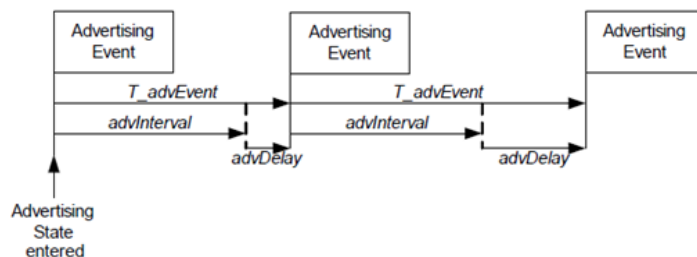 Advertising
Event
Advertising
Event
Advertising
Event
T_advEvent
T_advEvent
advInterval
advInterval
advDelay
advDelay
Advertising
State
entered